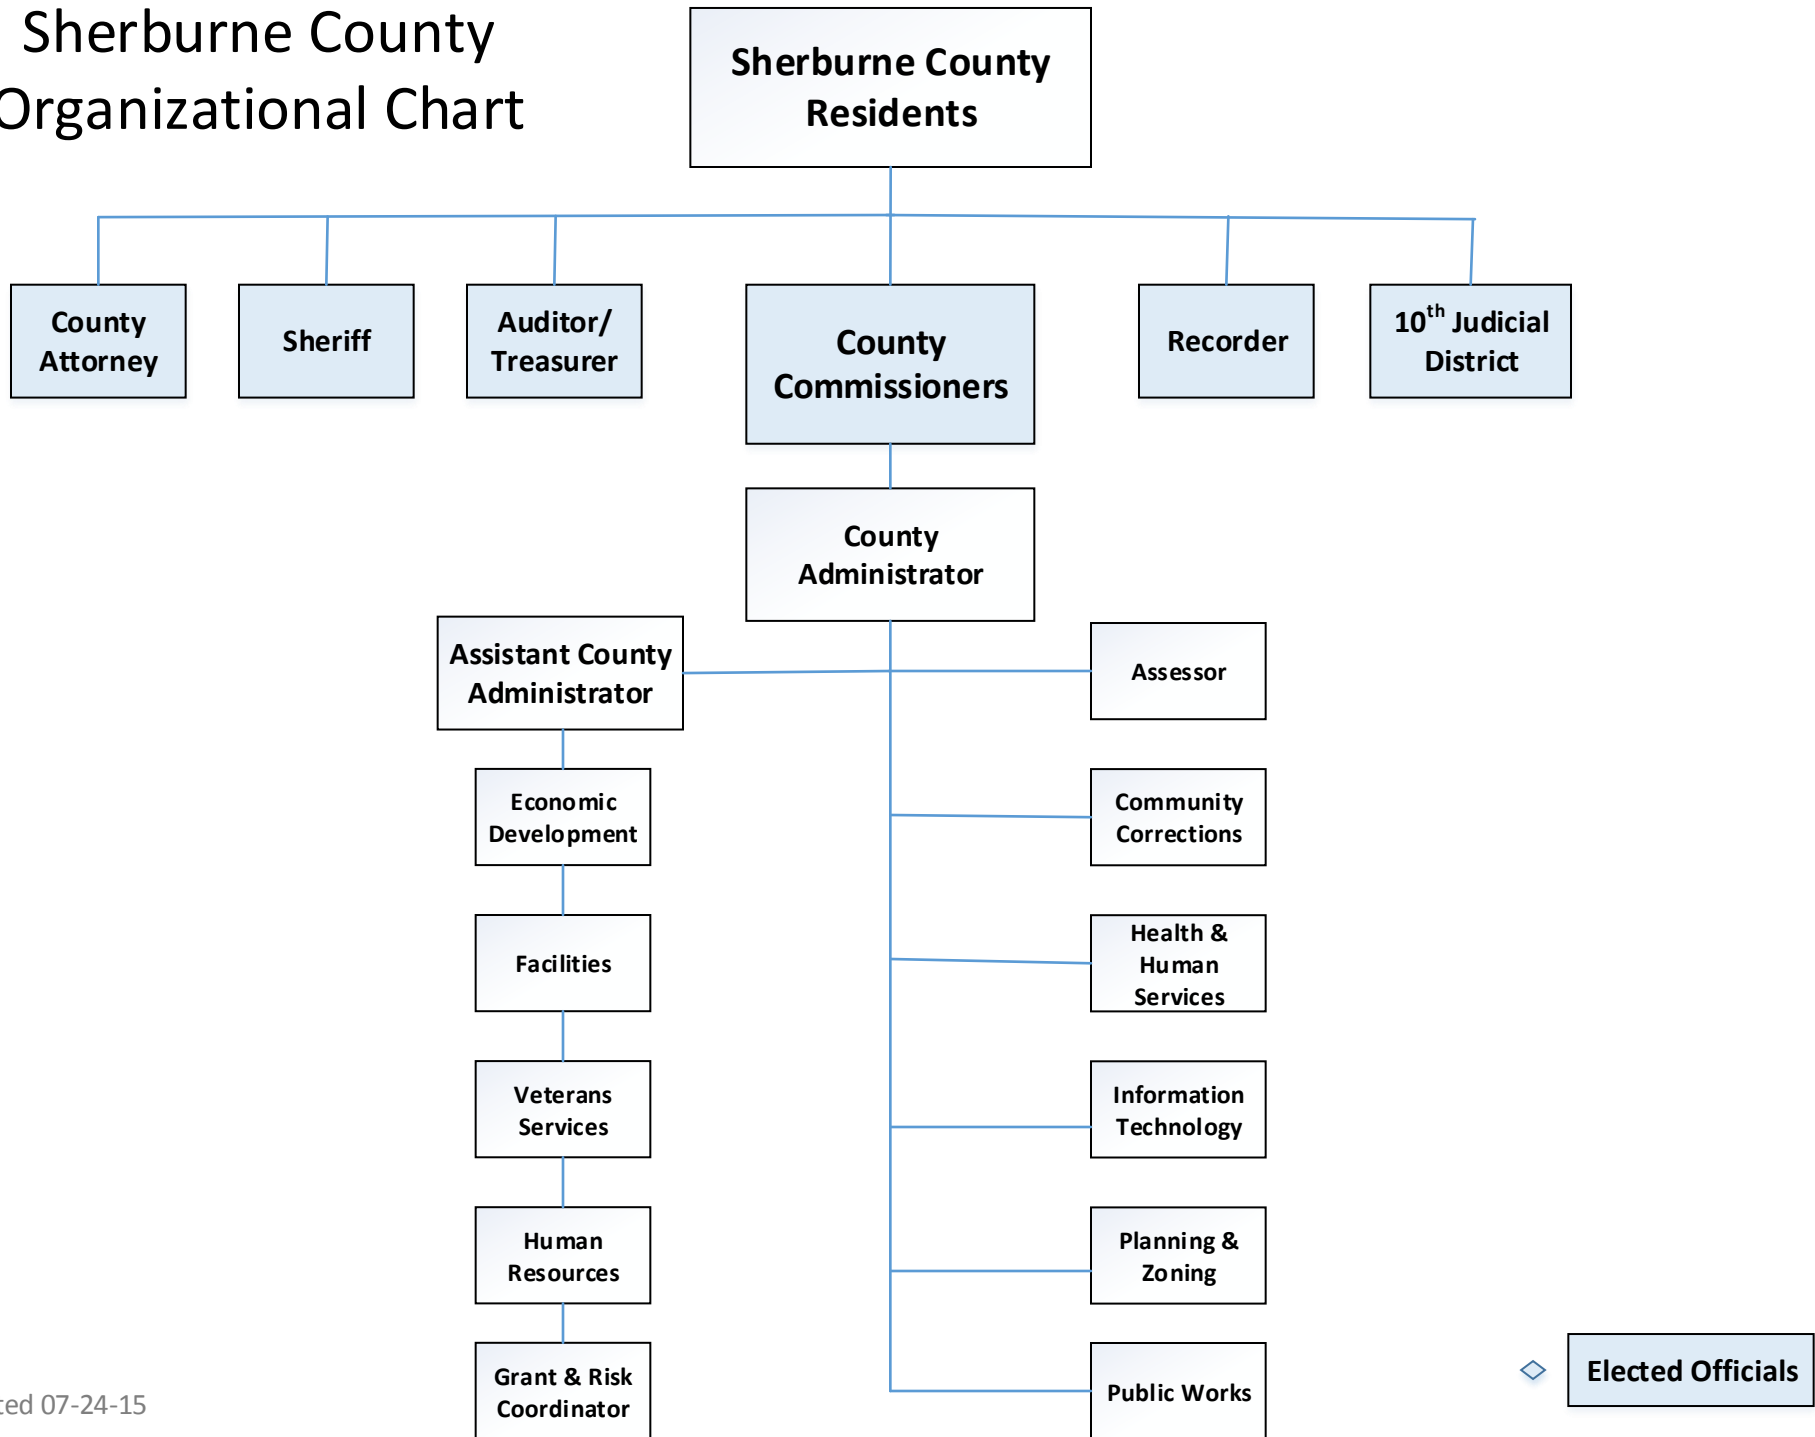 Sherburne County
Organizational Chart
Sherburne County
Residents
County
Attorney
Sheriff
Auditor/
Treasurer
County
Commissioners
Recorder
10th Judicial
District
County
Administrator
Assistant County
Administrator
Assessor
Economic
Development
Community
Corrections
Facilities
Health &
Human
Services
Veterans
Services
Information
Technology
Human
Resources
Planning &
Zoning
Grant & Risk
Coordinator
Public Works
Elected Officials
07-24-15